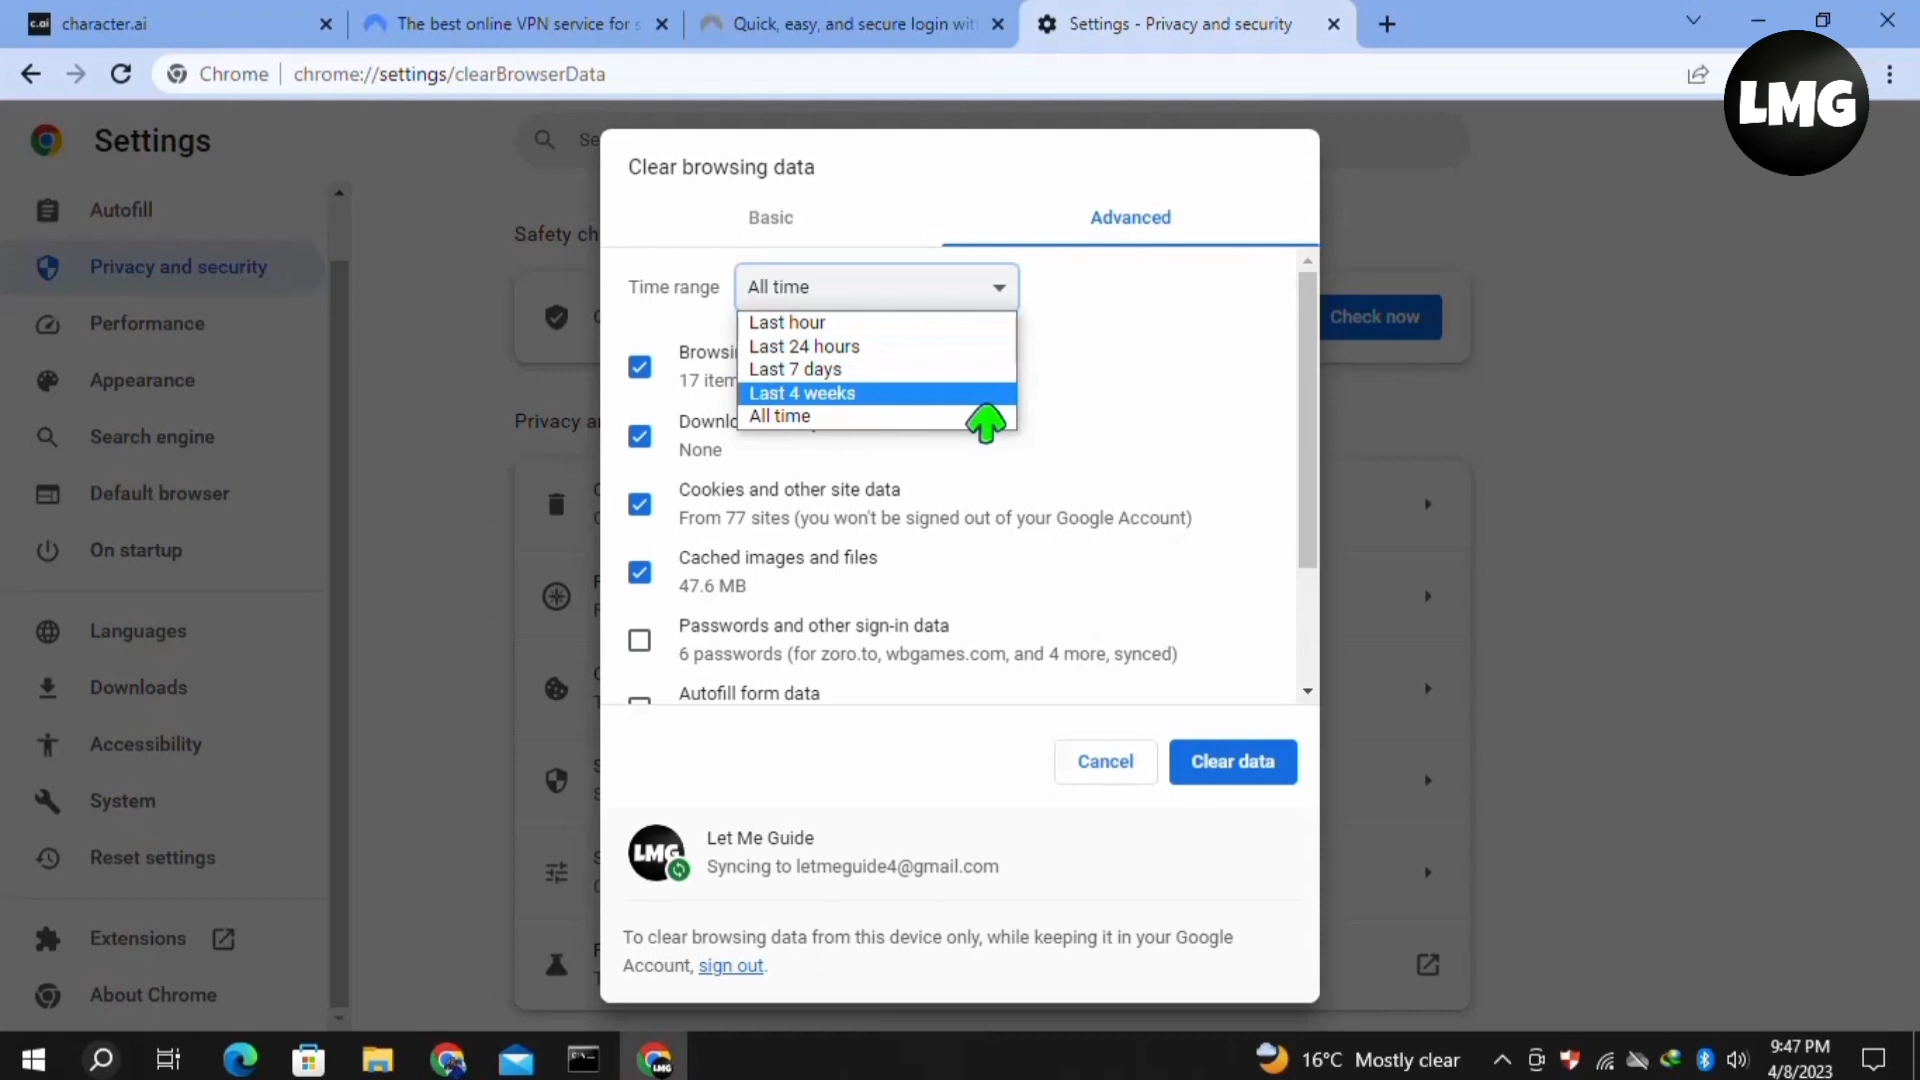 c.ai character.ai
The best online VPN service for s
Quick, easy, and secure login wit
Settings - Privacy and security
Chrome chrome://settings/clearBrowserData
LMG
Settings
Se
Clear browsing data
Basic
Advanced
Autofill
Privacy and security
Performance
Appearance
Search engine
Default browser
On startup
Languages
Downloads
Accessibility
System
Reset settings
Extensions
About Chrome
Safety ch
Check now
Privacy a
Time range All time
Last hour
Last 24 hours
Last 7 days
Last 4 weeks
All time
Browsi
17 item
Downlo
None
Cookies and other site data
From 77 sites (you won't be signed out of your Google Account)
Cached images and files
47.6 MB
Passwords and other sign-in data
6 passwords (for zoro.to, wbgames.com, and 4 more, synced)
Autofill form data
Cancel
Clear data
LMG
Let Me Guide
Syncing to letmeguide4@gmail.com
To clear browsing data from this device only, while keeping it in your Google
Account, sign out.
LMG
16°C Mostly clear
9:47 PM
4/8/2023